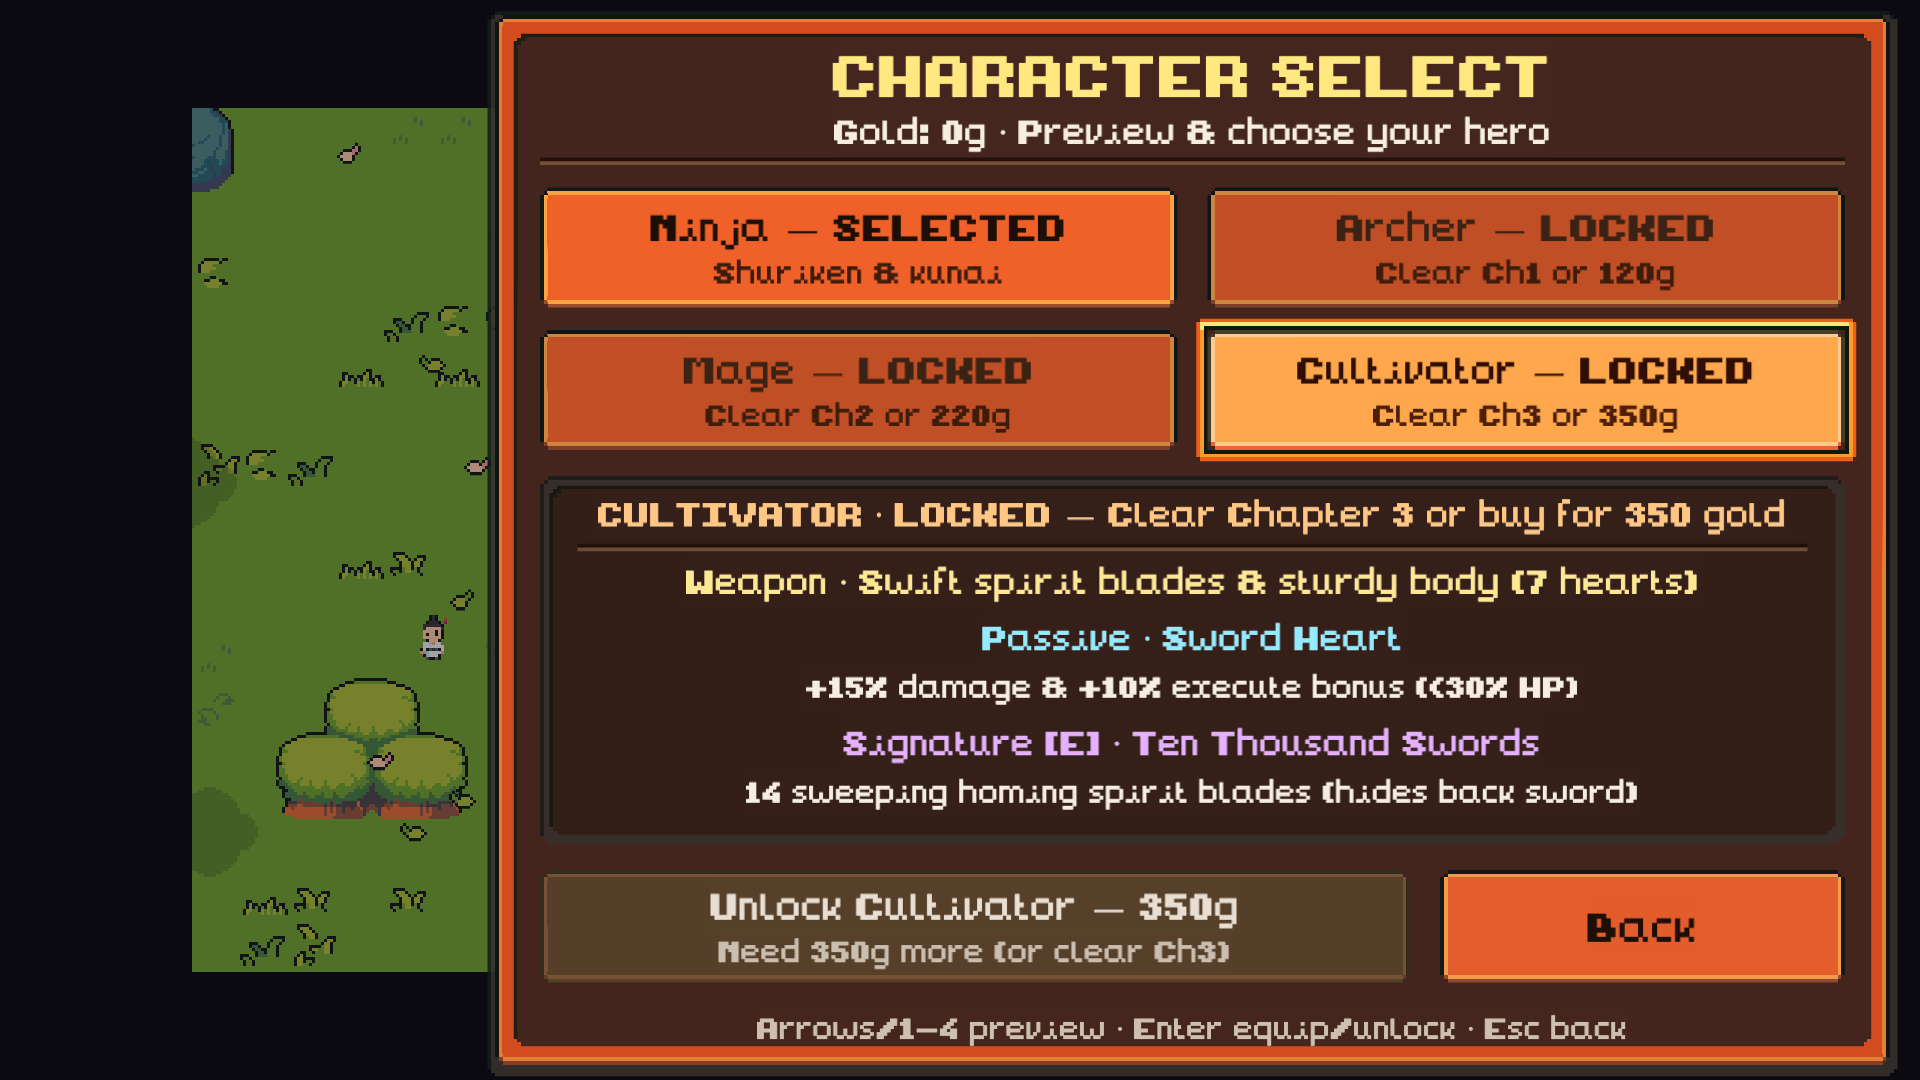 CHARACTER SELECT
Gold: 0g · Preview & choose your hero
Ninja — SELECTED
Shuriken & kunai
Archer — LOCKED
Clear Ch1 or 120g
Mage — LOCKED
Clear Ch2 or 220g
Cultivator — LOCKED
Clear Ch3 or 350g
CULTIVATOR · LOCKED — Clear Chapter 3 or buy for 350 gold
Weapon · Swift spirit blades & sturdy body (7 hearts)
Passive · Sword Heart
+15% damage & +10% execute bonus (<30% HP)
Signature [E] · Ten Thousand Swords
14 sweeping homing spirit blades (hides back sword)
Unlock Cultivator — 350g
Need 350g more (or clear Ch3)
Back
Arrows/1–4 preview · Enter equip/unlock · Esc back